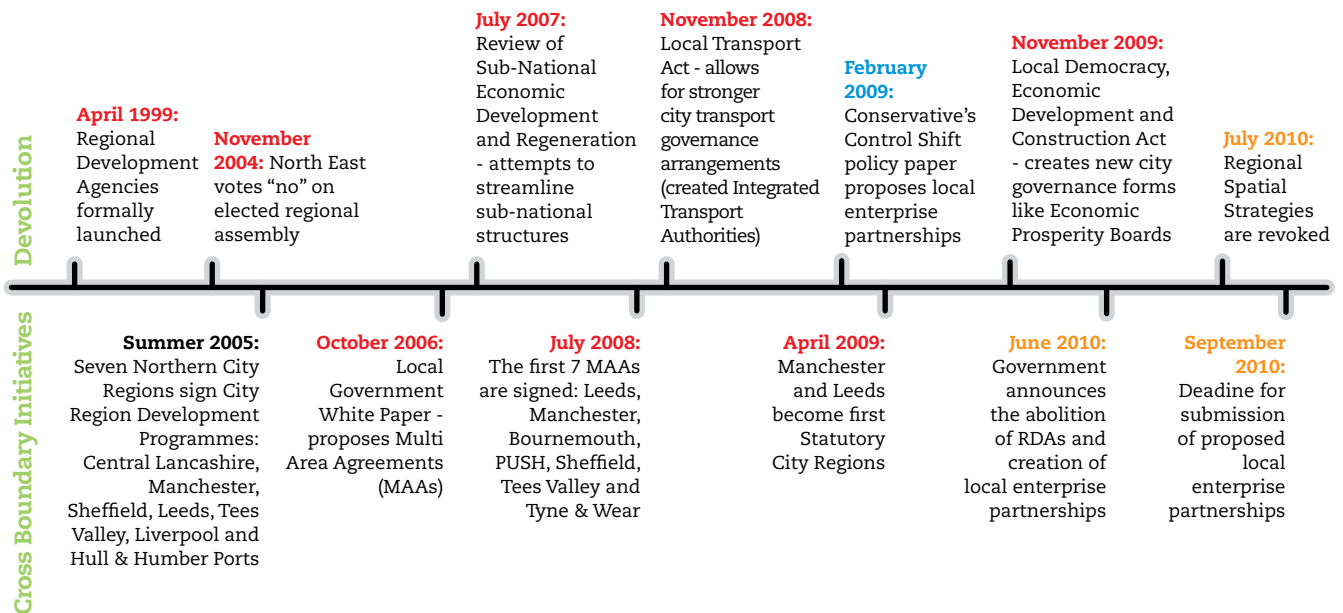 Devolution
April 1999:
Regional
Development
Agencies
formally
launched
November
2004: North East
votes “no” on
elected regional
assembly
July 2007:
Review of
Sub-National
Economic
Development
and Regeneration
- attempts to
streamline
sub-national
structures
November 2008:
Local Transport
Act - allows
for stronger
city transport
governance
arrangements
(created Integrated
Transport
Authorities)
February
2009:
Conservative’s
Control Shift
policy paper
proposes local
enterprise
partnerships
November 2009:
Local Democracy,
Economic
Development and
Construction Act
- creates new city
governance forms
like Economic
Prosperity Boards
July 2010:
Regional
Spatial
Strategies
are revoked
Cross Boundary Initiatives
Summer 2005:
Seven Northern City
Regions sign City
Region Development
Programmes:
Central Lancashire,
Manchester,
Sheffield, Leeds, Tees
Valley, Liverpool and
Hull & Humber Ports
October 2006:
Local
Government
White Paper -
proposes Multi
Area Agreements
(MAAs)
July 2008:
The first 7 MAAs
are signed: Leeds,
Manchester,
Bournemouth,
PUSH, Sheffield,
Tees Valley and
Tyne & Wear
April 2009:
Manchester
and Leeds
become first
Statutory
City Regions
June 2010:
Government
announces
the abolition
of RDAs and
creation of
local enterprise
partnerships
September
2010:
Deadine for
submission
of proposed
local
enterprise
partnerships